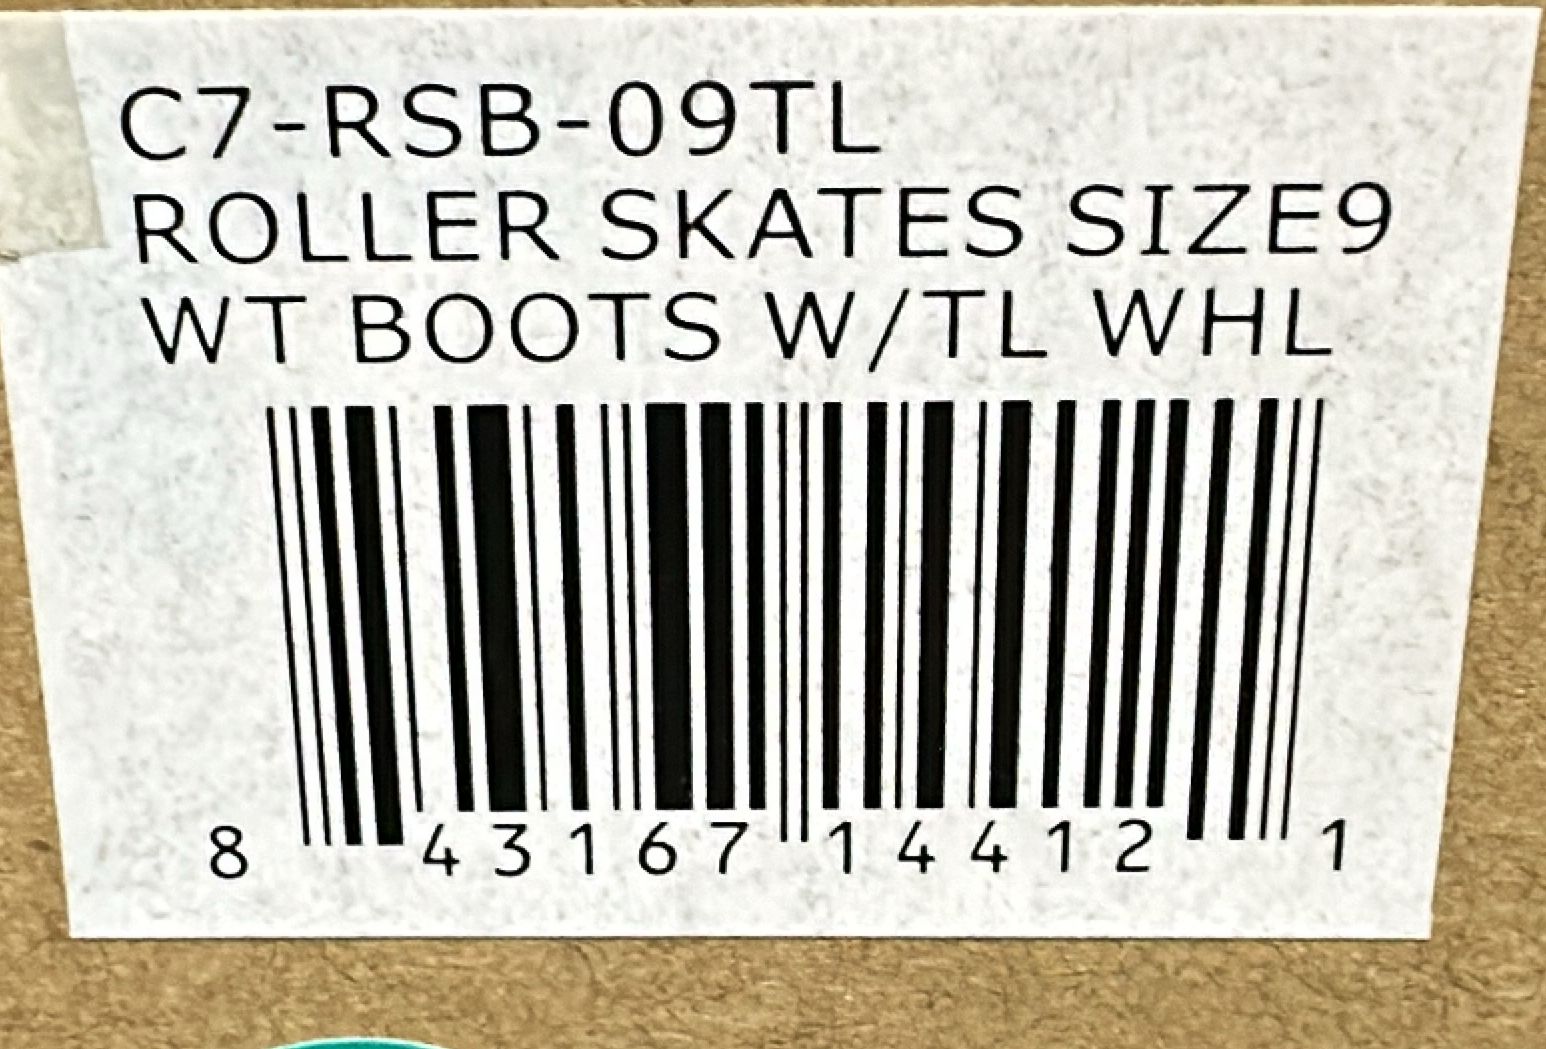 C7-RSB-09TL
ROLLER SKATES SIZE9
WT BOOTS W/TL WHL
8 43167 14412 1